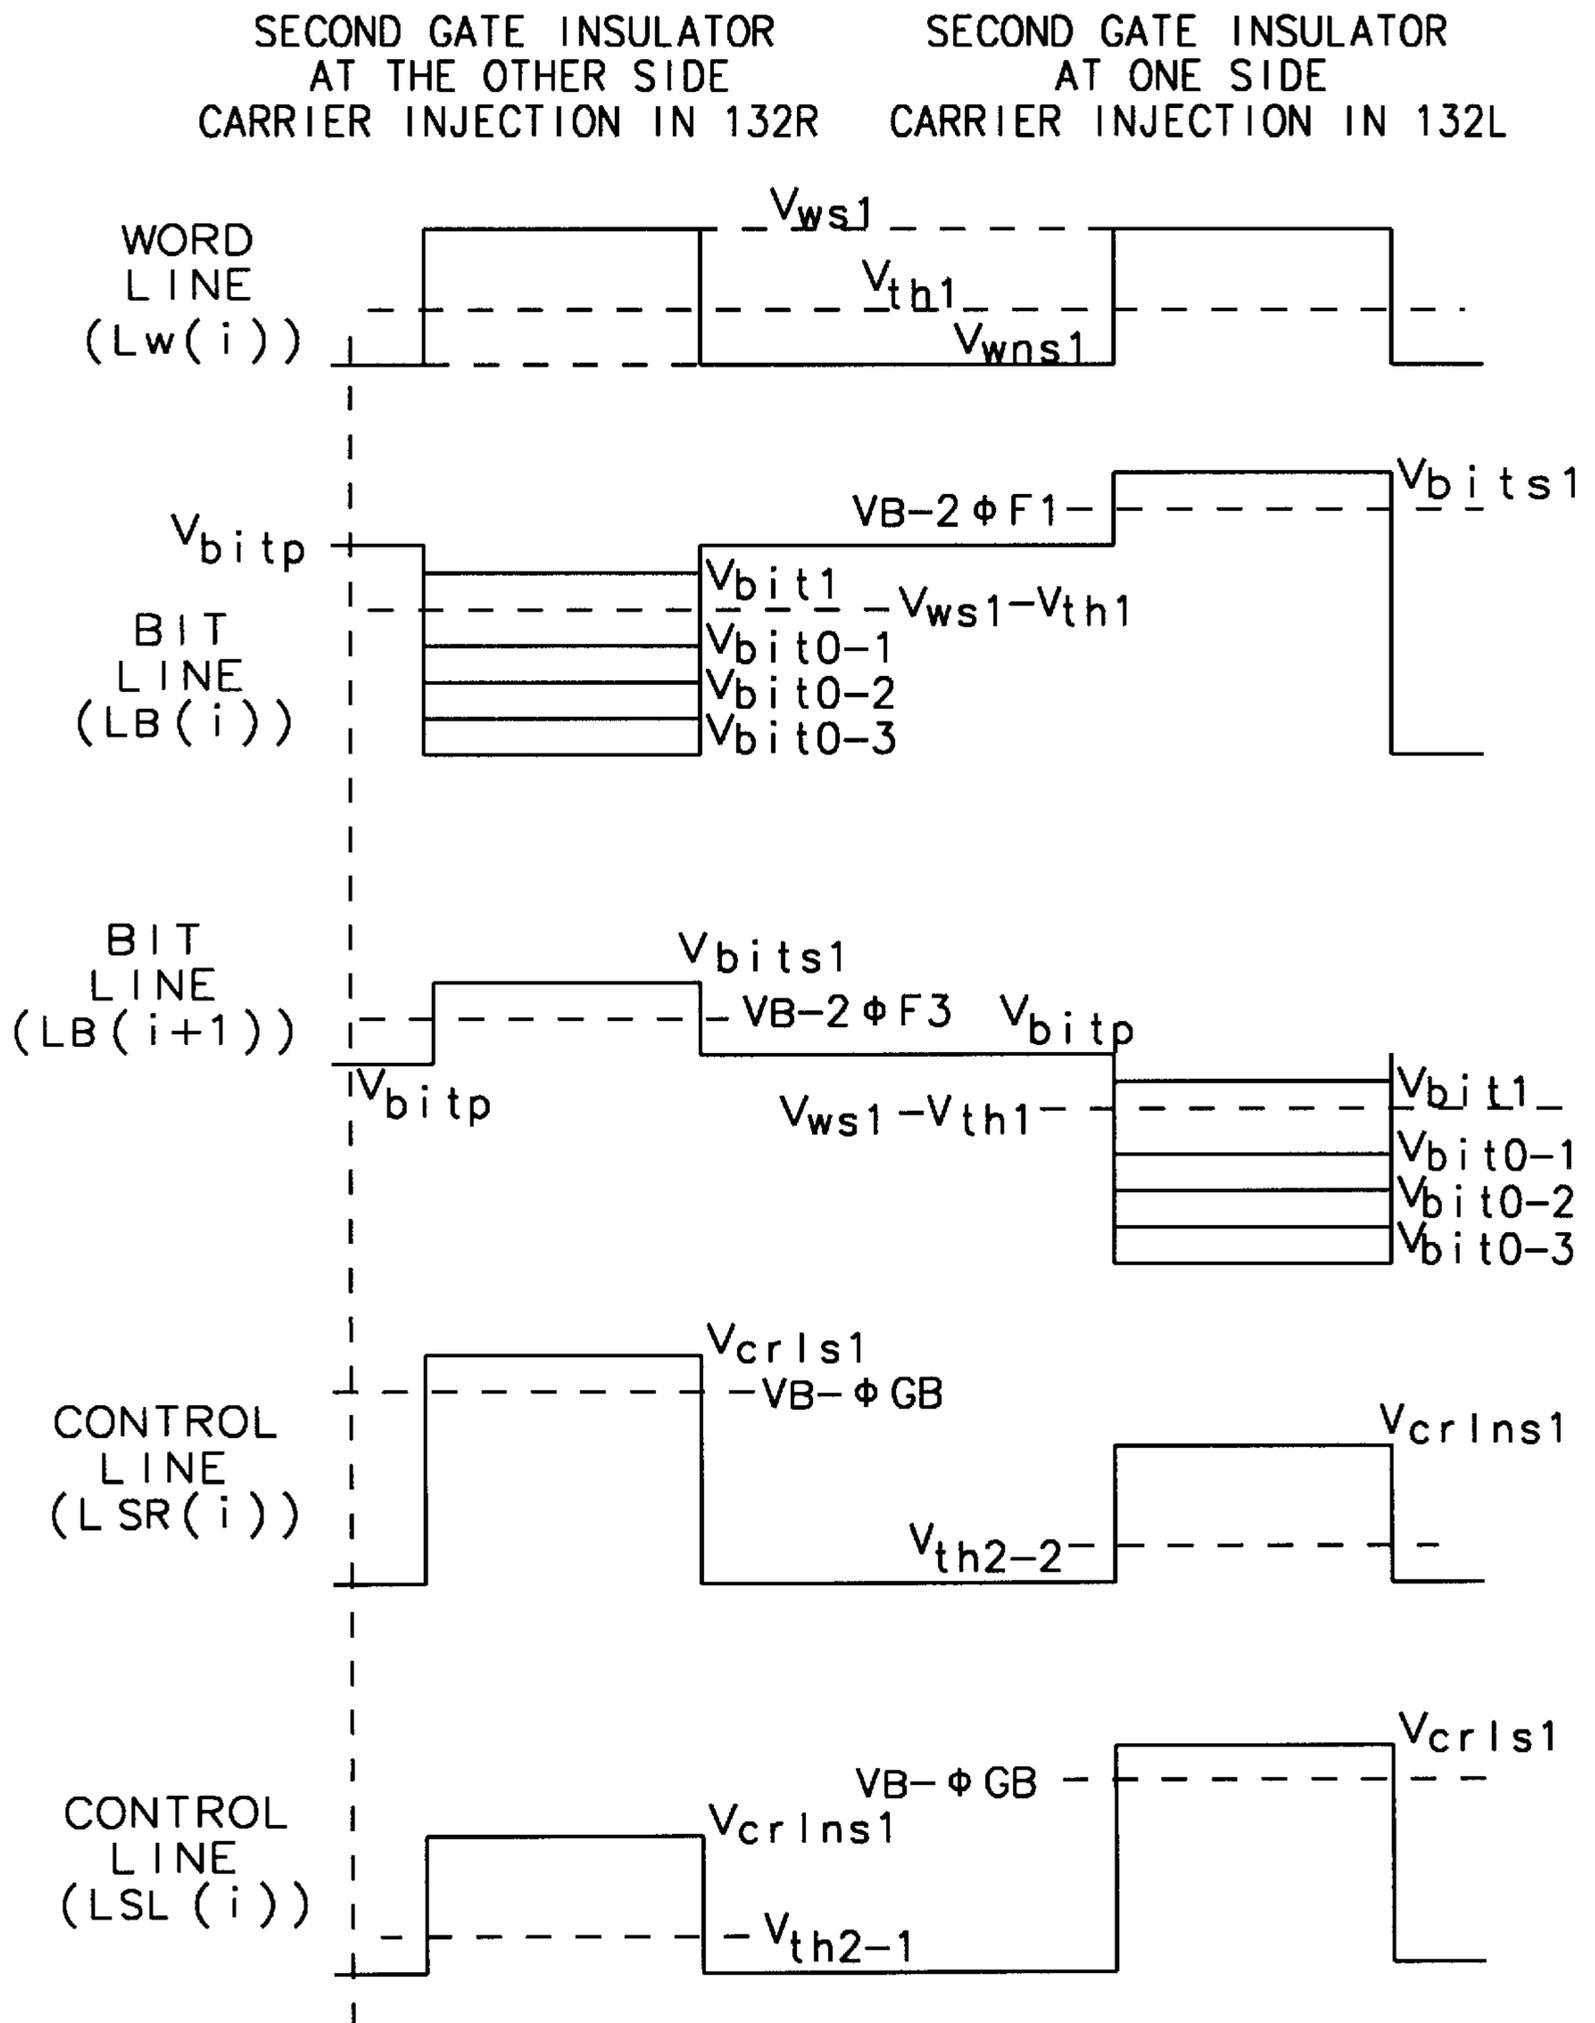 SECOND GATE INSULATOR
AT THE OTHER SIDE
CARRIER INJECTION IN 132R
SECOND GATE INSULATOR
AT ONE SIDE
CARRIER INJECTION IN 132L
WORD
LINE
(Lw(i))
Vws1
Vth1
Vwns1
BIT
LINE
(LB(i))
Vbitp
VB-2ΦF1
Vbits1
Vbit1
Vws1-Vth1
Vbit0-1
Vbit0-2
Vbit0-3
BIT
LINE
(LB(i+1))
Vbits1
VB-2ΦF3
Vbitp
Vbitp
Vws1-Vth1
Vbit1
Vbit0-1
Vbit0-2
Vbit0-3
CONTROL
LINE
(LSR(i))
Vcrls1
VB-ΦGB
Vcrlns1
Vth2-2
CONTROL
LINE
(LSL(i))
Vcrlns1
Vth2-1
VB-ΦGB
Vcrls1